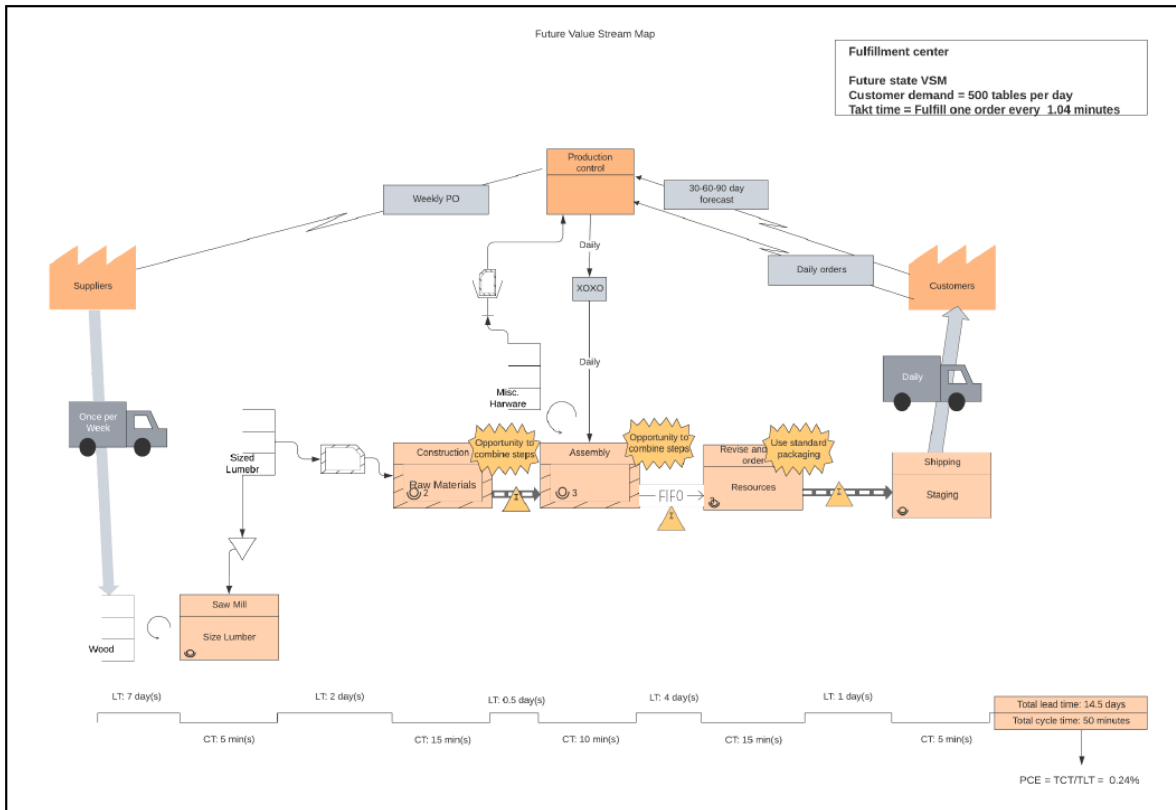 Future Value Stream Map
Fulfillment center
Future state VSM
Customer demand = 500 tables per day
Takt time = Fulfill one order every 1.04 minutes
Production
control
Weekly PO
30-60-90 day
forecast
Daily
Daily orders
Suppliers
XOXO
Customers
Daily
Once per
Week
Daily
Misc.
Harware
Sized
Lumebr
Construction
Opportunity to
combine steps
Assembly
Opportunity to
combine steps
Revise and
order
Use standard
packaging
Shipping
Raw Materials
2
I
3
FIFO
I
Resources
I
Staging
Saw Mill
Size Lumber
Wood
LT: 7 day(s)
LT: 2 day(s)
LT: 0.5 day(s)
LT: 4 day(s)
LT: 1 day(s)
Total lead time: 14.5 days
Total cycle time: 50 minutes
CT: 5 min(s)
CT: 15 min(s)
CT: 10 min(s)
CT: 15 min(s)
CT: 5 min(s)
PCE = TCT/TLT = 0.24%